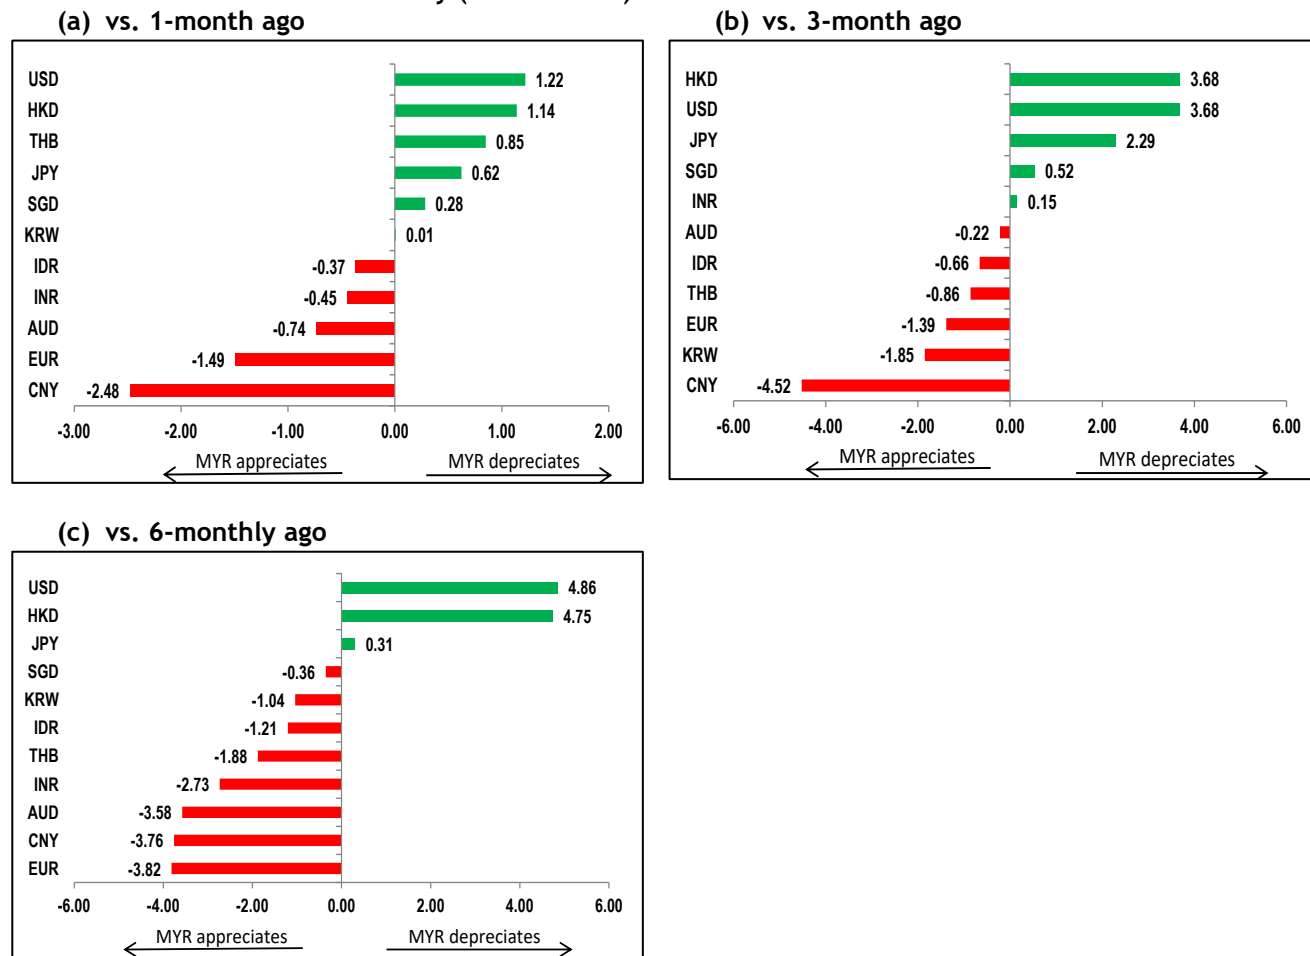 (a) vs. 1-month ago
USD 1.22
HKD 1.14
THB 0.85
JPY 0.62
SGD 0.28
KRW 0.01
IDR -0.37
INR -0.45
AUD -0.74
EUR -1.49
CNY -2.48
-3.00 -2.00 -1.00 0.00 1.00 2.00
MYR appreciates MYR depreciates
(b) vs. 3-month ago
HKD 3.68
USD 3.68
JPY 2.29
SGD 0.52
INR 0.15
AUD -0.22
IDR -0.66
THB -0.86
EUR -1.39
KRW -1.85
CNY -4.52
-6.00 -4.00 -2.00 0.00 2.00 4.00 6.00
MYR appreciates MYR depreciates
(c) vs. 6-monthly ago
USD 4.86
HKD 4.75
JPY 0.31
SGD -0.36
KRW -1.04
IDR -1.21
THB -1.88
INR -2.73
AUD -3.58
CNY -3.76
EUR -3.82
-6.00 -4.00 -2.00 0.00 2.00 4.00 6.00
MYR appreciates MYR depreciates